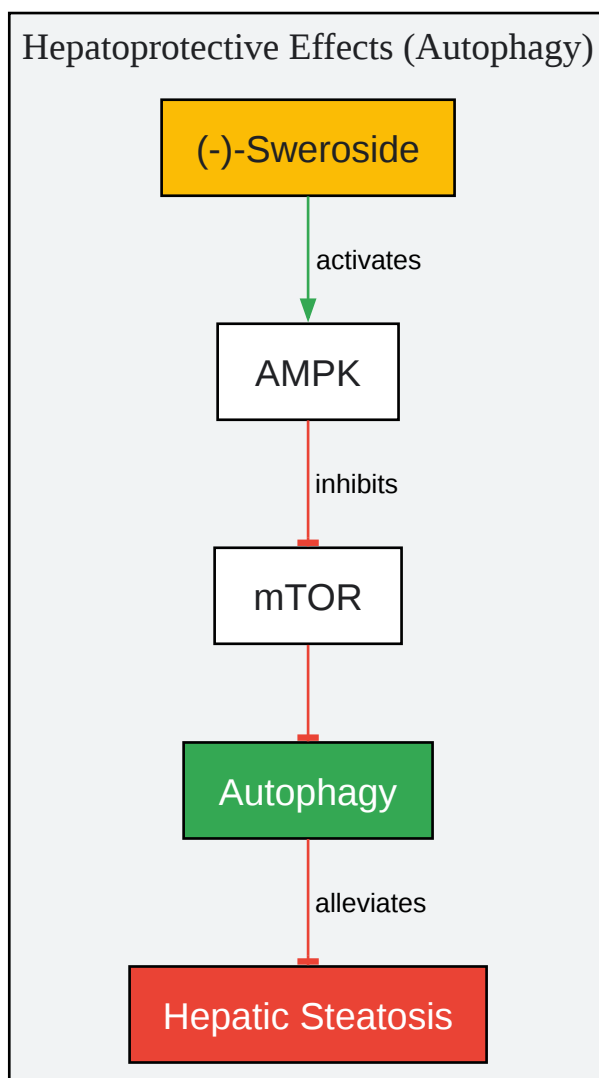 Hepatoprotective Effects (Autophagy)
(-)-Sweroside
activates
AMPK
inhibits
mTOR
Autophagy
alleviates
Hepatic Steatosis